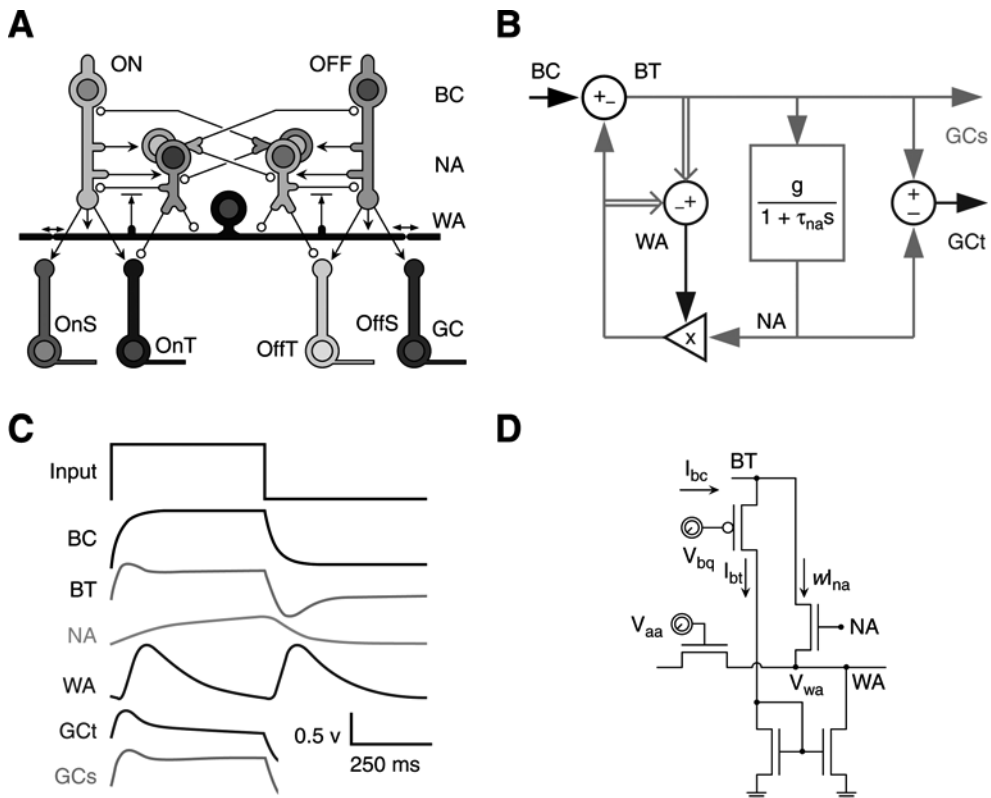 A
ON
OFF
BC
NA
WA
OnS
OnT
OffT
OffS
GC
B
BC
BT
+-
GCs
g
1 + τnas
-+
WA
+
-
GCt
NA
x
C
Input
BC
BT
NA
WA
GCt
GCs
0.5 v
250 ms
D
BT
Ibc
Vbq
Ibt
wIna
Vaa
NA
Vwa
WA